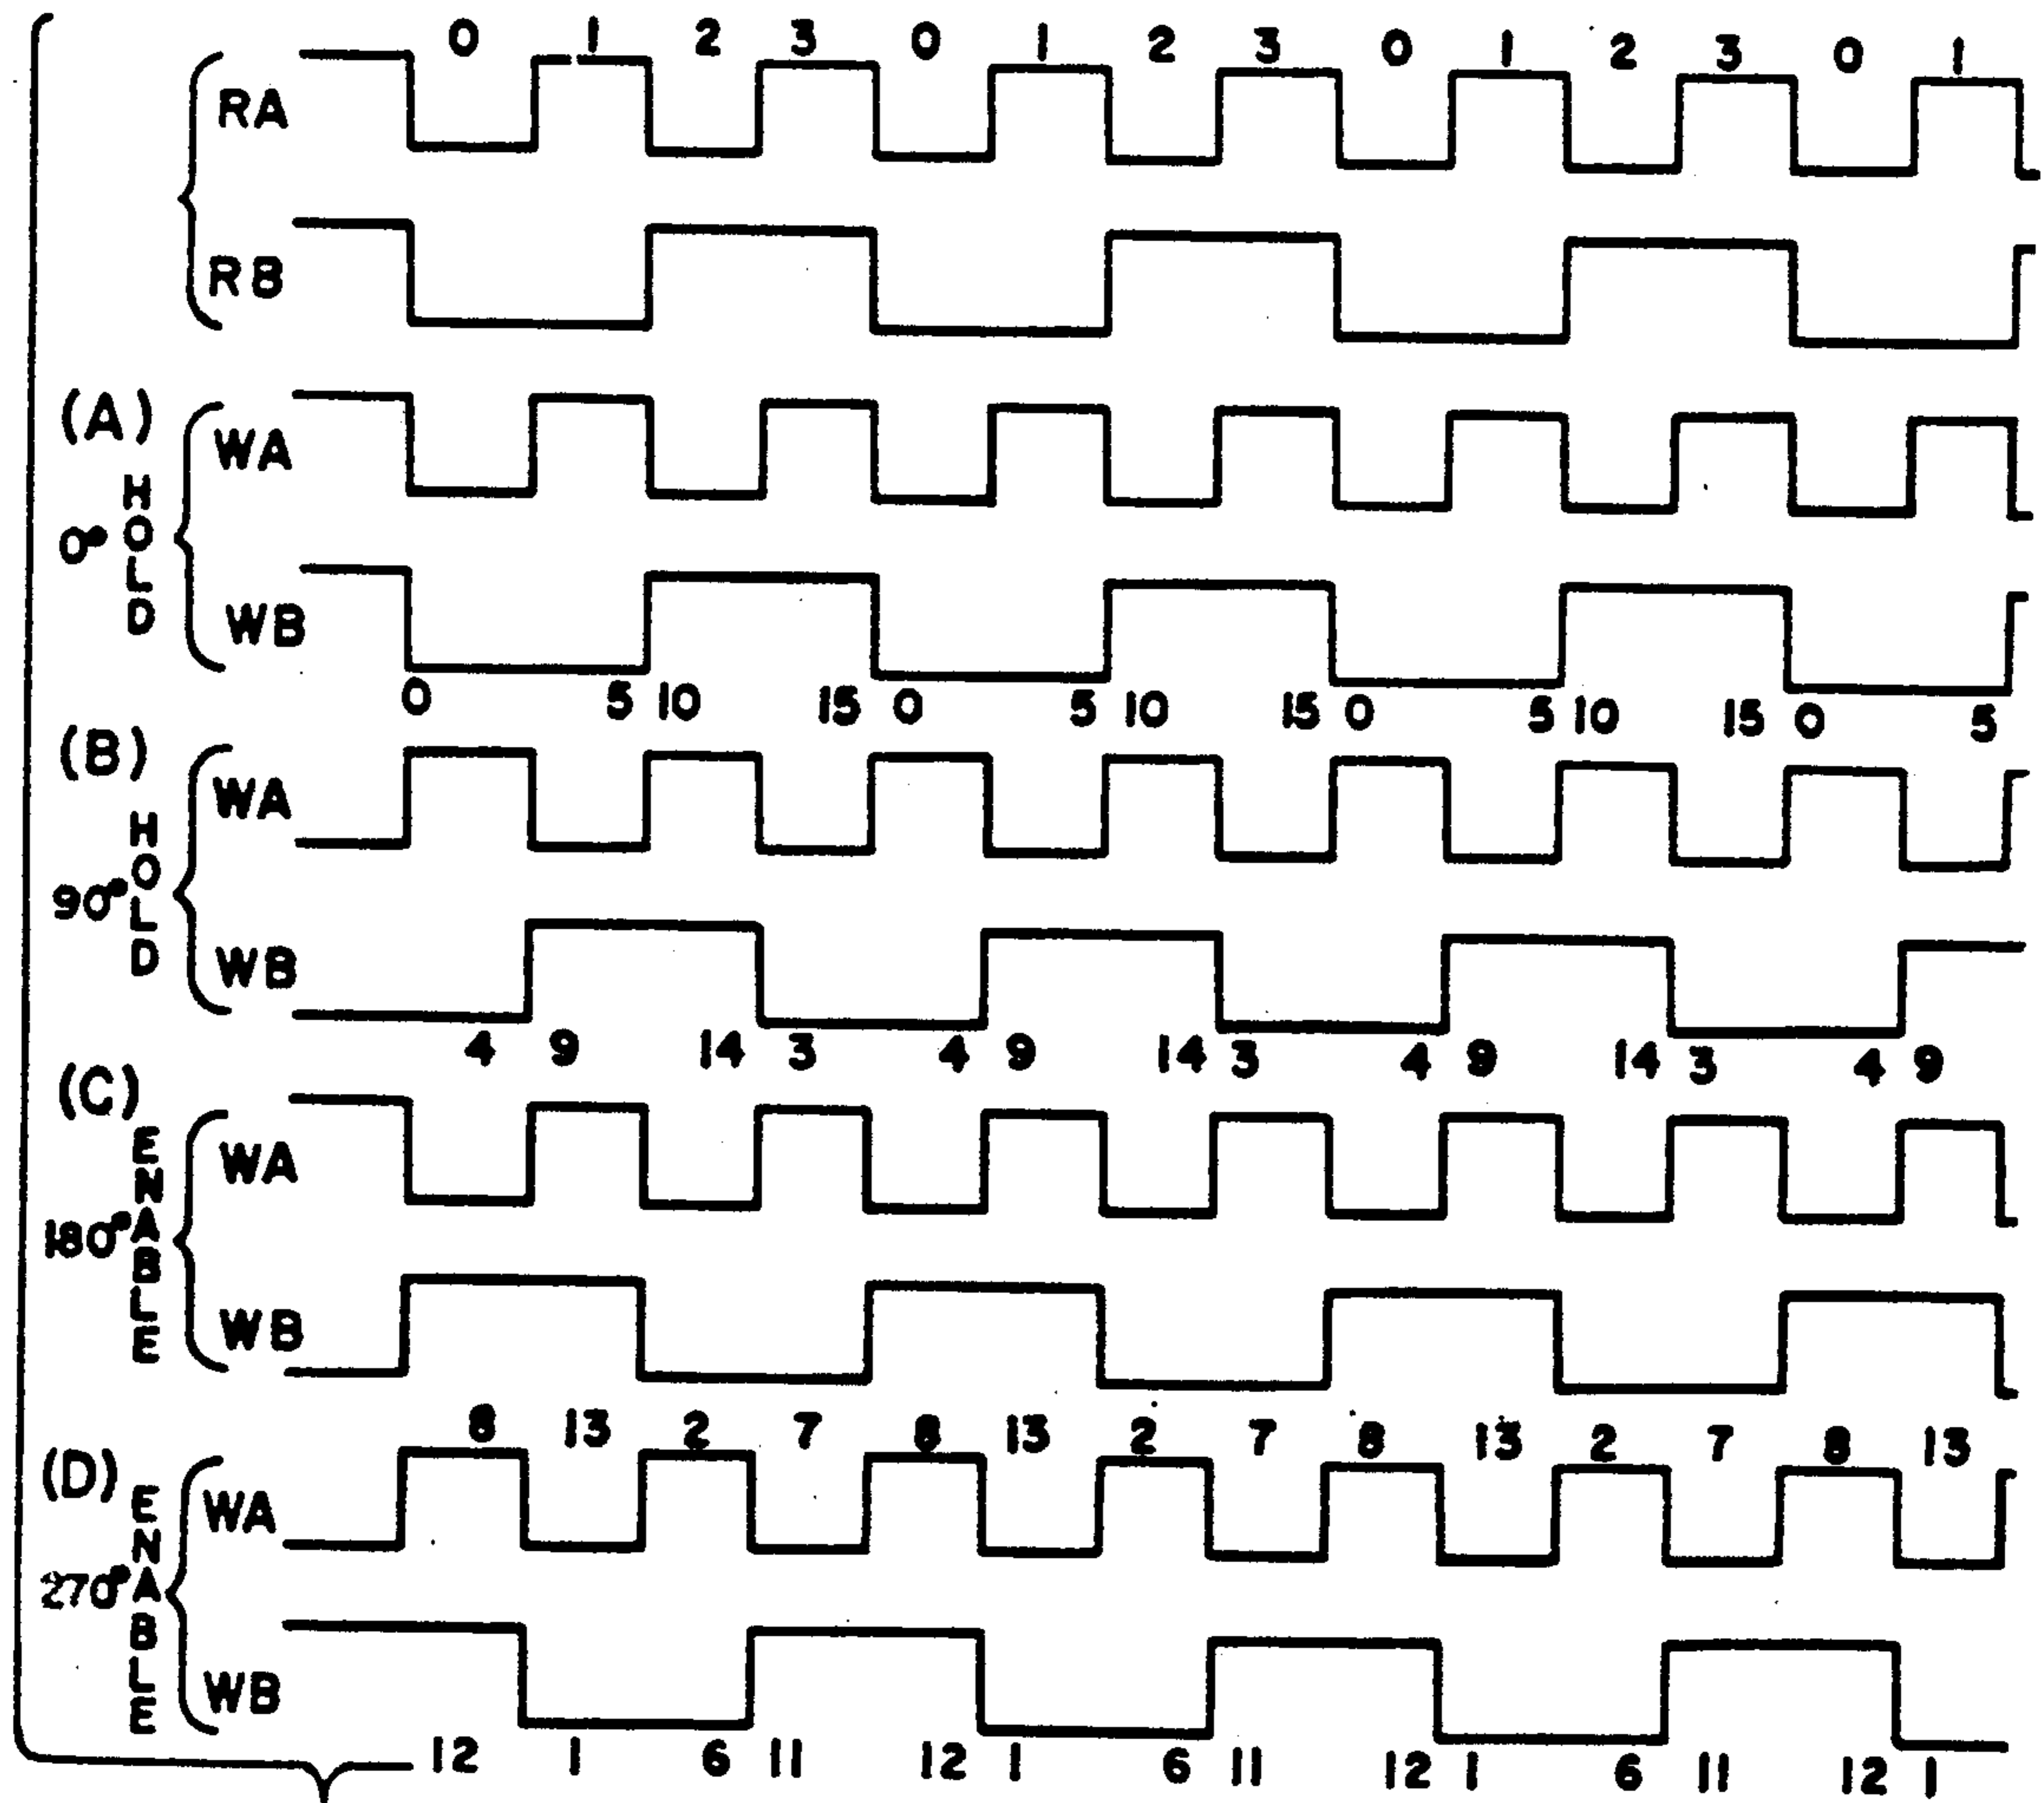 0 1 2 3 0 1 2 3 0 1 2 3 0 1
RA
RB
(A)
0° HOLD
WA
WB
0 5 10 15 0 5 10 15 0 5 10 15 0 5
(B)
90° HOLD
WA
WB
4 9 14 3 4 9 14 3 4 9 14 3 4 9
(C)
180° ENABLE
WA
WB
8 13 2 7 8 13 2 7 8 13 2 7 8 13
(D)
270° ENABLE
WA
WB
12 1 6 11 12 1 6 11 12 1 6 11 12 1